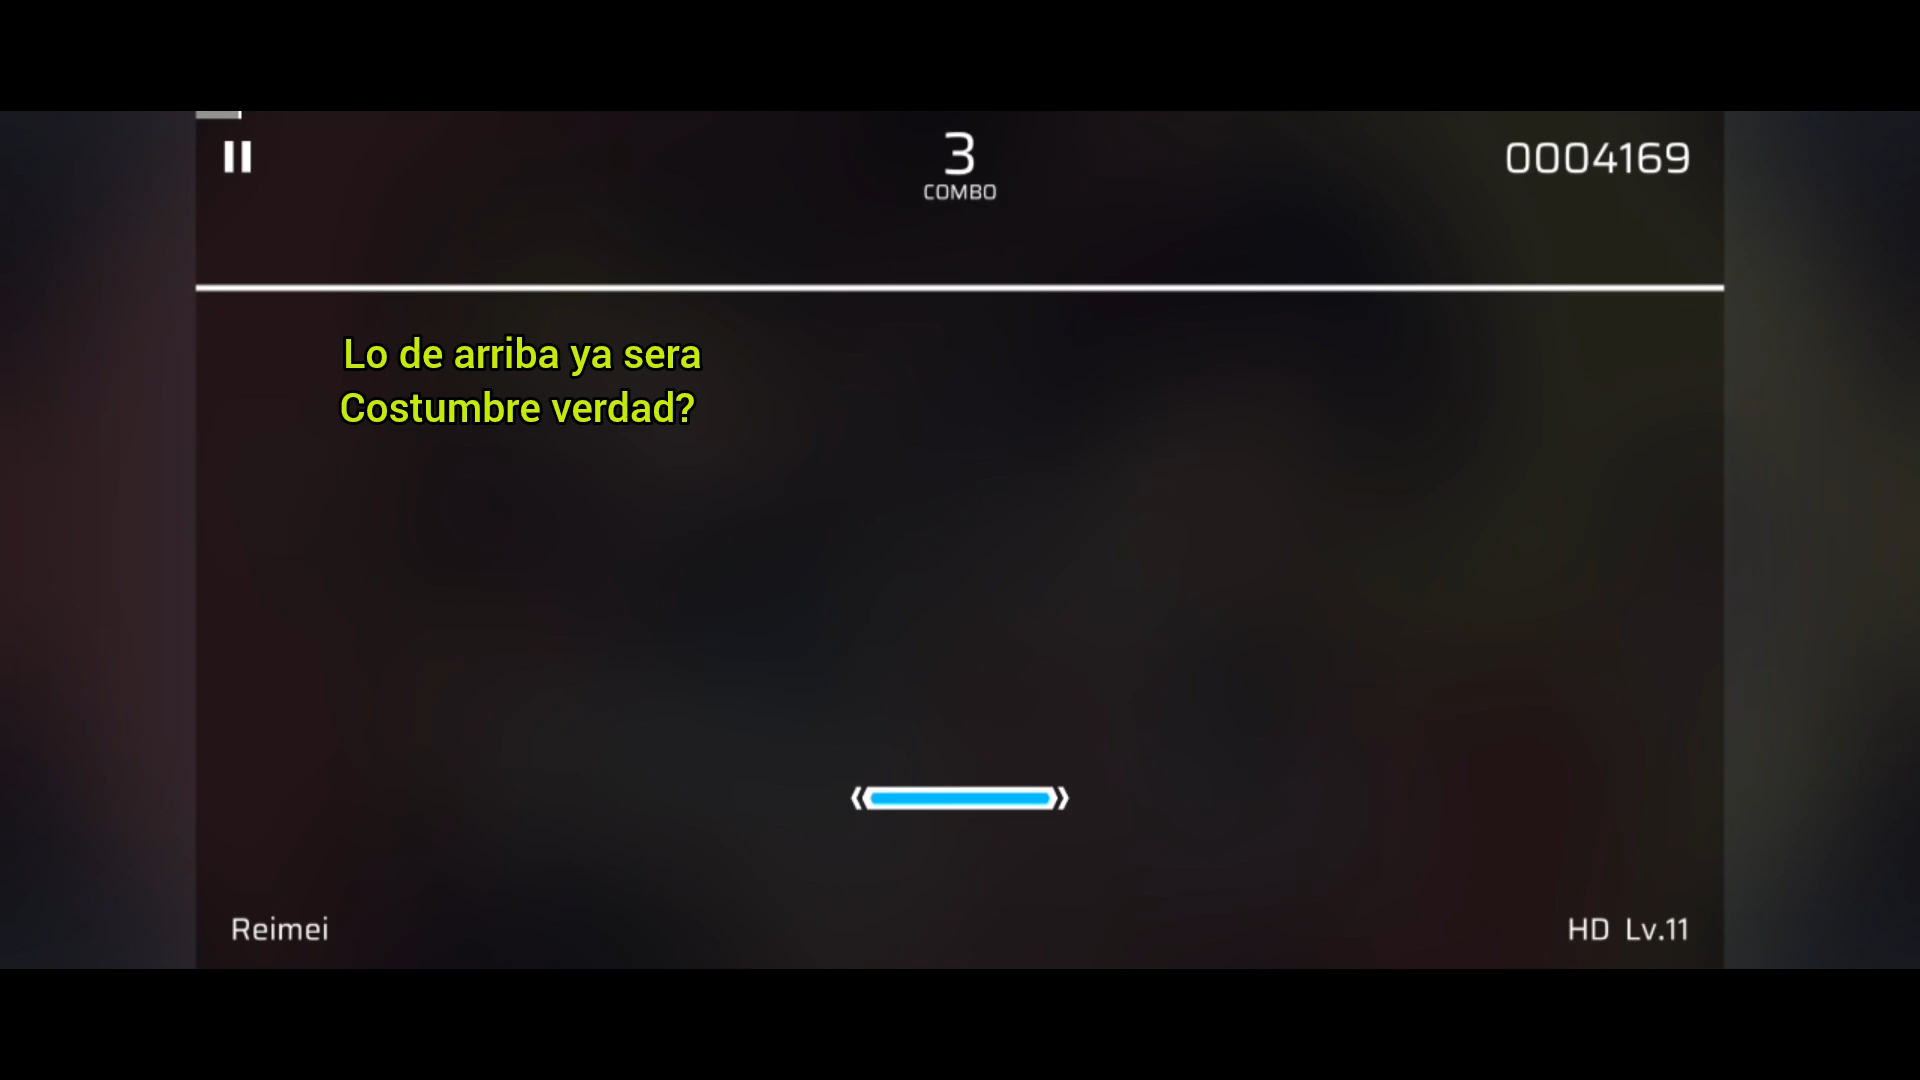 3
COMBO
0004169
Lo de arriba ya sera
Costumbre verdad?
Reimei
HD Lv.11